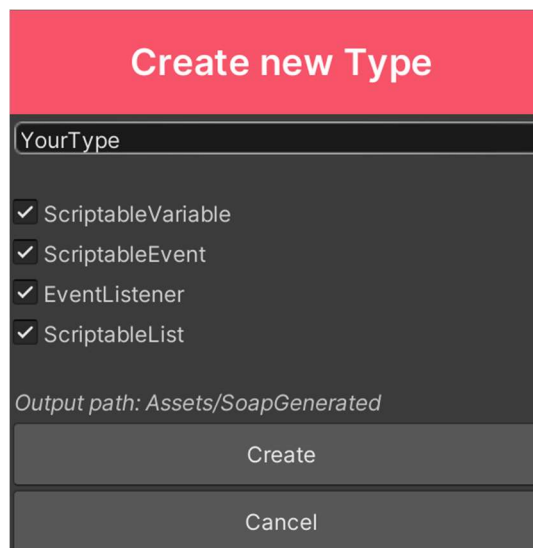 Create new Type
YourType
ScriptableVariable
ScriptableEvent
EventListener
ScriptableList
Output path: Assets/SoapGenerated
Create
Cancel